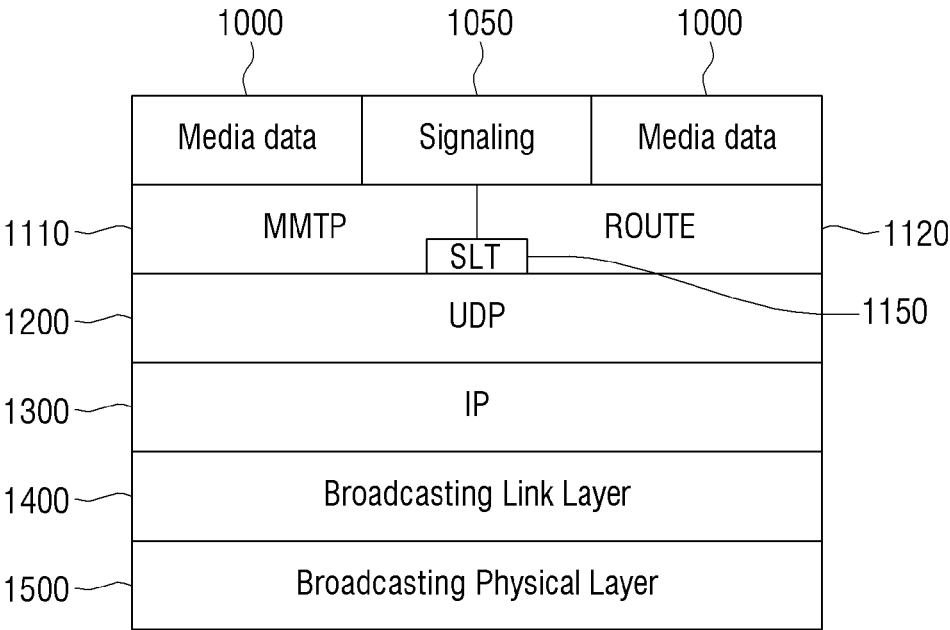 1000 1050 1000
Media data Signaling Media data
1110 MMTP ROUTE 1120
SLT
1200 UDP 1150
1300 IP
1400 Broadcasting Link Layer
1500 Broadcasting Physical Layer